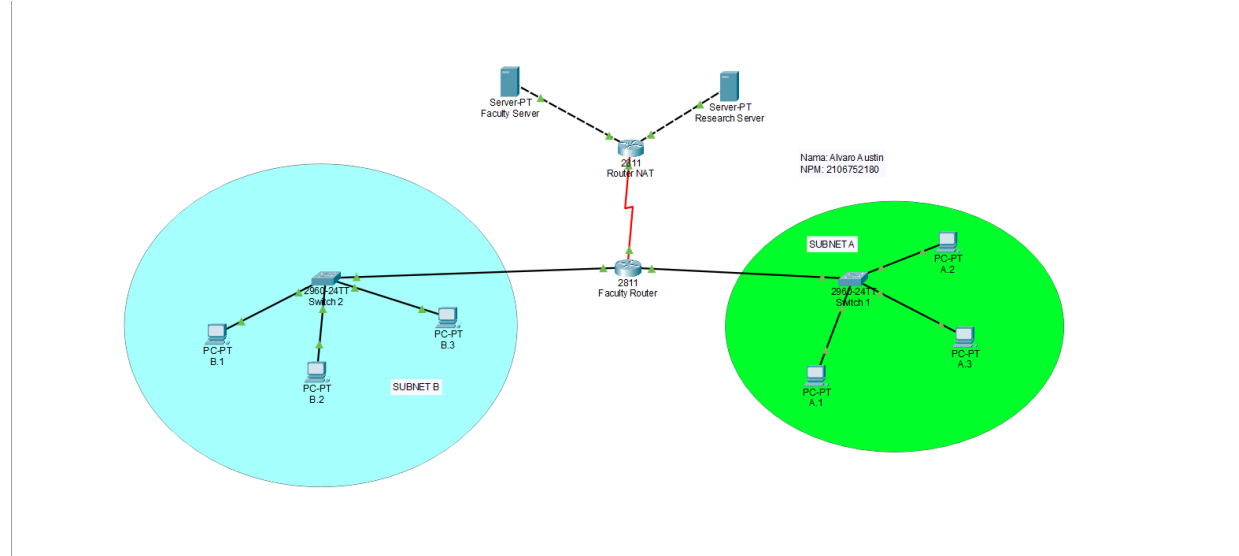 Server-PT
Faculty Server
Server-PT
Research Server
2811
Router NAT
Nama: Alvaro Austin
NPM: 2106752180
SUBNET A
PC-PT
A.2
2960-24TT
Switch 2
2811
Faculty Router
2960-24TT
Switch 1
PC-PT
B.3
PC-PT
B.1
PC-PT
A.3
PC-PT
B.2
SUBNET B
PC-PT
A.1